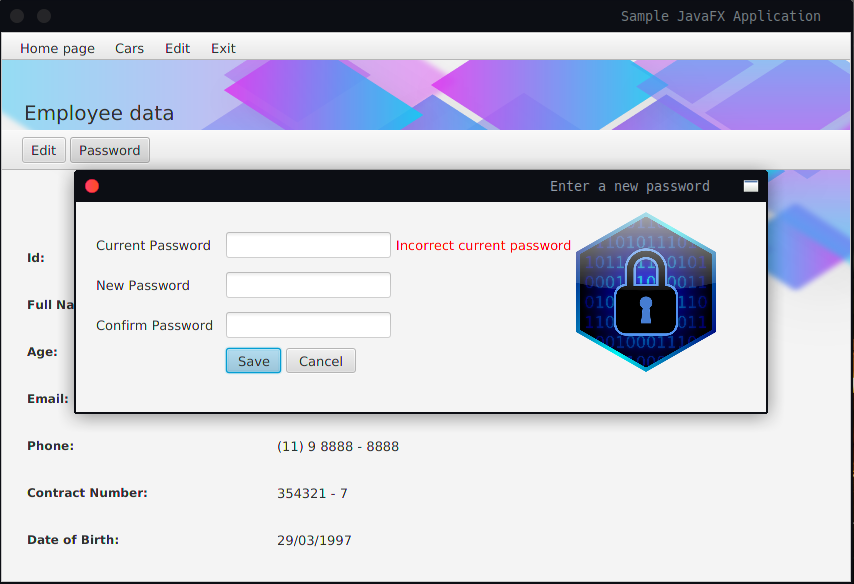 Sample JavaFX Application
Home page Cars Edit Exit
Employee data
Edit Password
Enter a new password
Current Password Incorrect current password
New Password
Confirm Password
Save Cancel
Id:
Full Na
Age:
Email:
Phone: (11) 9 8888 - 8888
Contract Number: 354321 - 7
Date of Birth: 29/03/1997